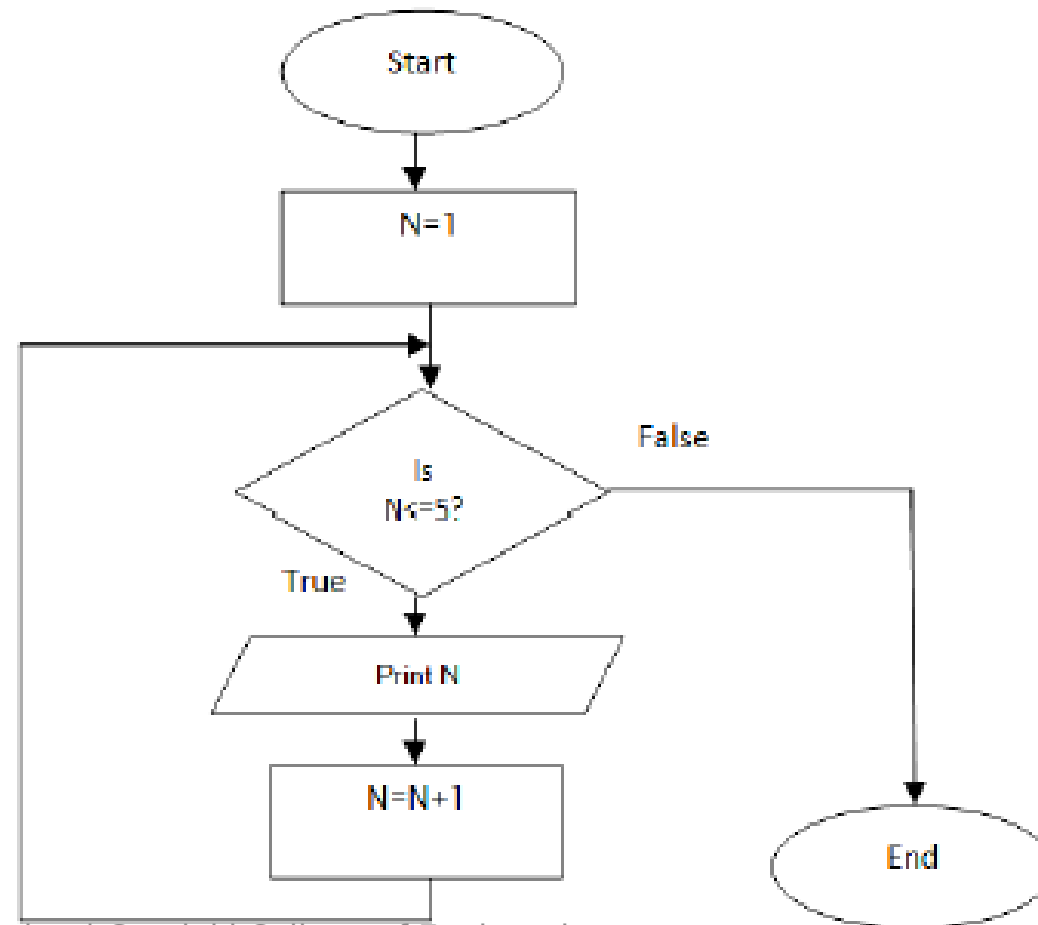 Start
N=1
False
Is
N<=5?
True
Print N
N=N+1
End